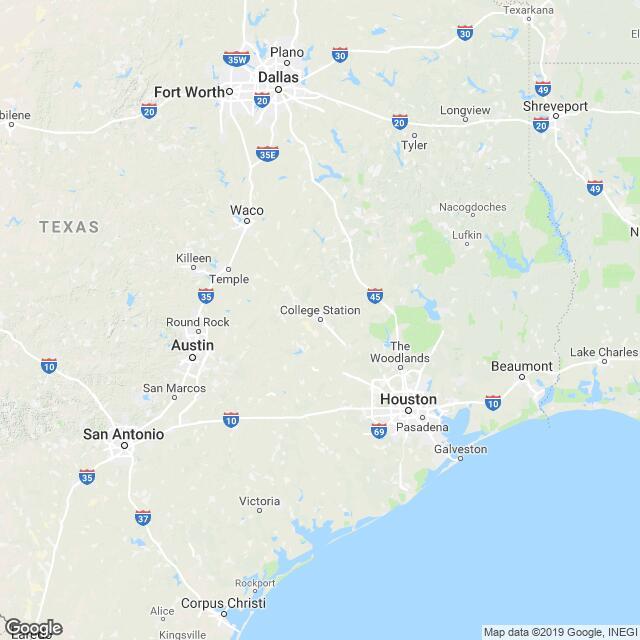 Texarkana
30
35W
Plano
30
Dallas
Fort Worth
20
49
Longview
Shreveport
20
20
20
Tyler
35E
49
Nacogdoches
Waco
TEXAS
Lufkin
Killeen
Temple
35
45
College Station
Round Rock
Austin
The
Woodlands
Lake Charles
10
Beaumont
San Marcos
Houston
10
10
Pasadena
69
San Antonio
Galveston
35
Victoria
37
Rockport
Corpus Christi
Alice
Kingsville
Google
Map data ©2019 Google, INEGI